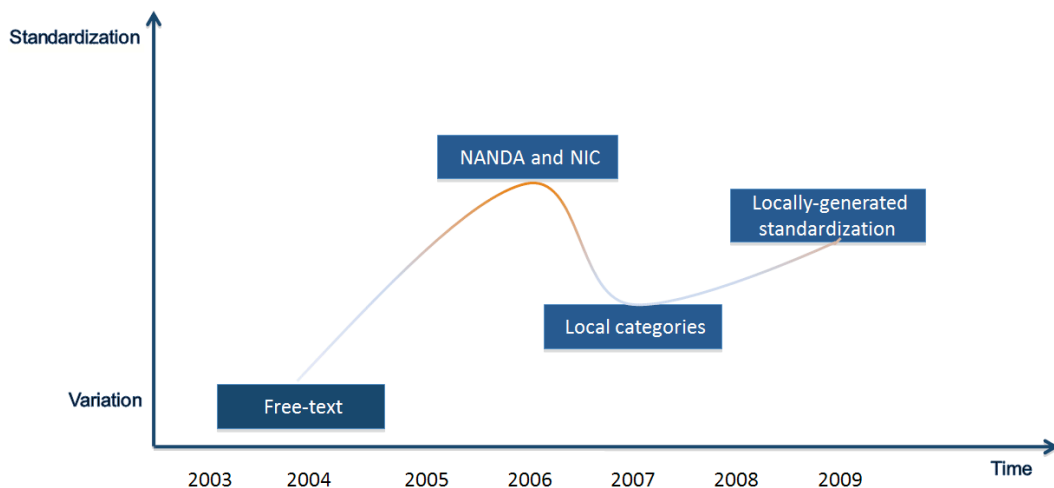 Standardization
NANDA and NIC
Locally-generated
standardization
Local categories
Variation
Free-text
Time
2003 2004 2005 2006 2007 2008 2009